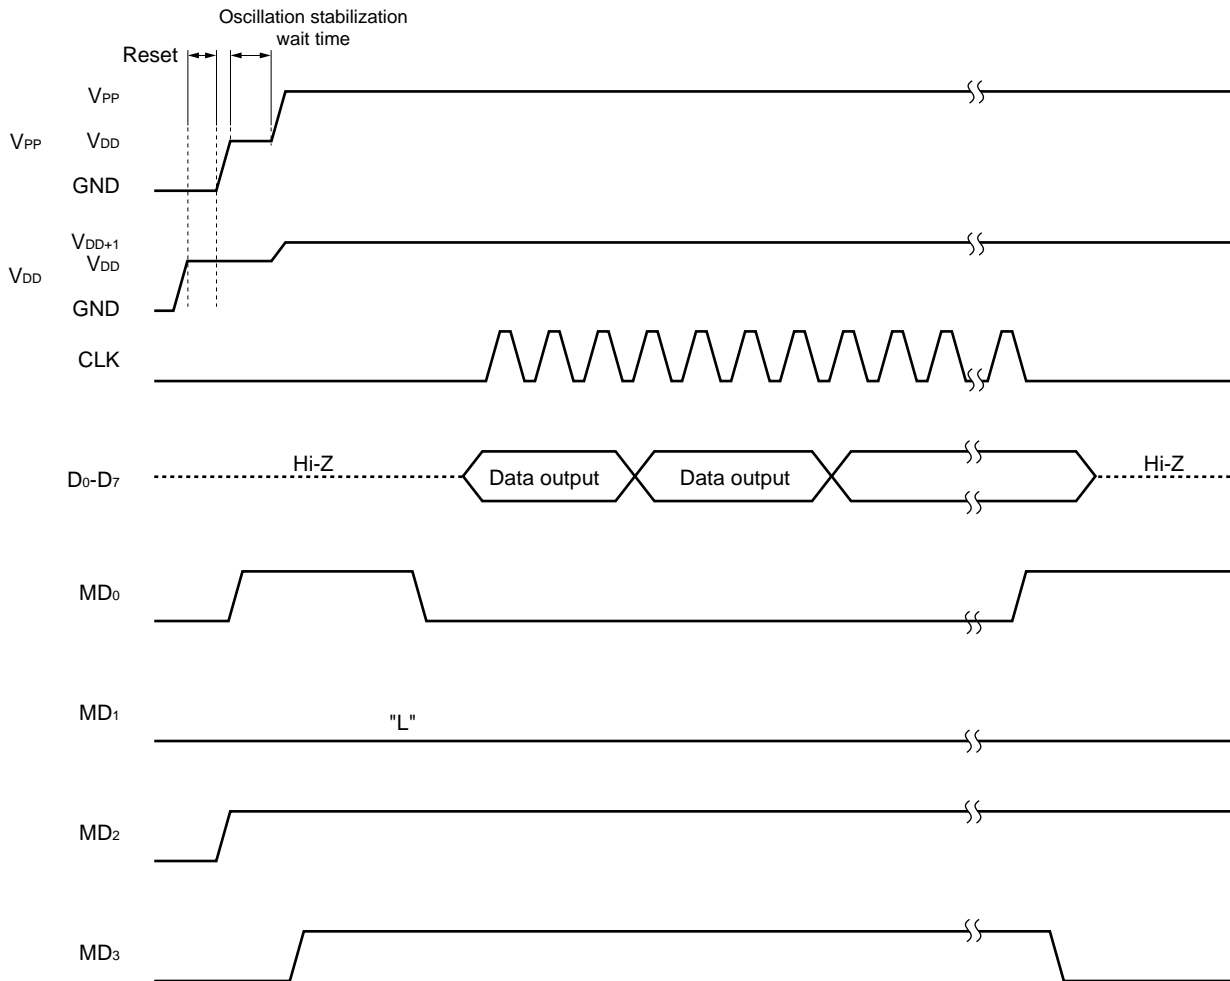 Oscillation stabilization
wait time
Reset
VPP
VPP VDD
GND
VDD+1
VDD VDD
GND
CLK
D0-D7 Hi-Z Data output Data output Hi-Z
MD0
MD1 "L"
MD2
MD3